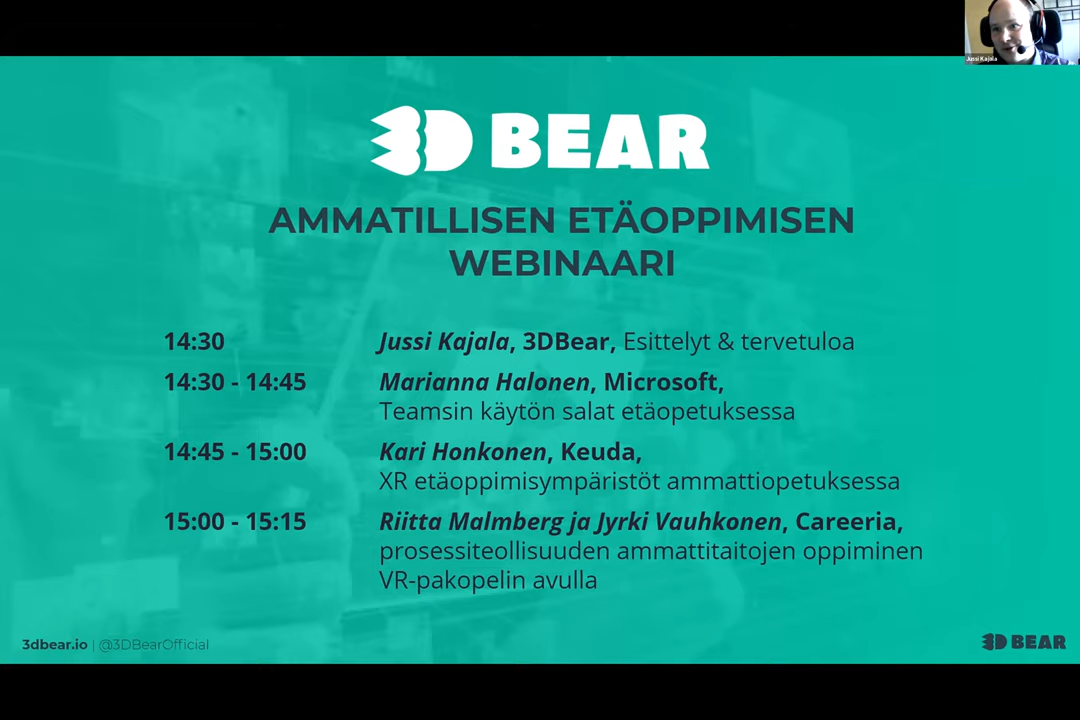 Jussi Kajala
3D BEAR
AMMATILLISEN ETÄOPPIMISEN
WEBINAARI
14:30 Jussi Kajala, 3DBear, Esittelyt & tervetuloa
14:30 - 14:45 Marianna Halonen, Microsoft,
Teamsin käytön salat etäopetuksessa
14:45 - 15:00 Kari Honkonen, Keuda,
XR etäoppimisympäristöt ammattiopetuksessa
15:00 - 15:15 Riitta Malmberg ja Jyrki Vauhkonen, Careeria,
prosessiteollisuuden ammattitaitojen oppiminen
VR-pakopelin avulla
3dbear.io | @3DBearOfficial
3D BEAR